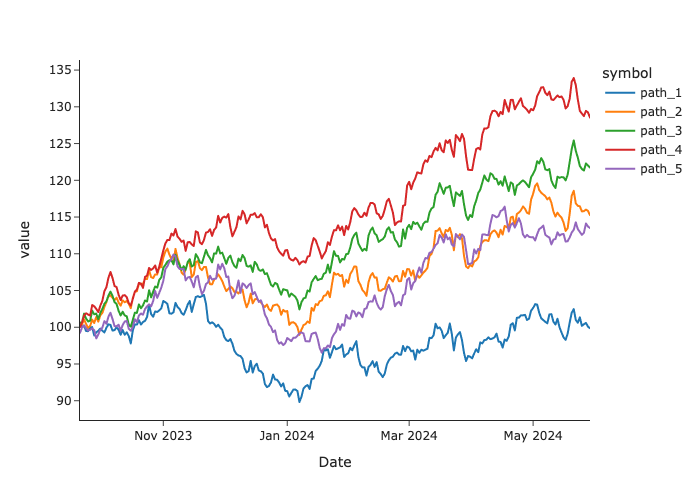 symbol
path_1
path_2
path_3
path_4
path_5
135
130
125
120
115
110
105
100
95
90
value
Nov 2023
Jan 2024
Mar 2024
May 2024
Date